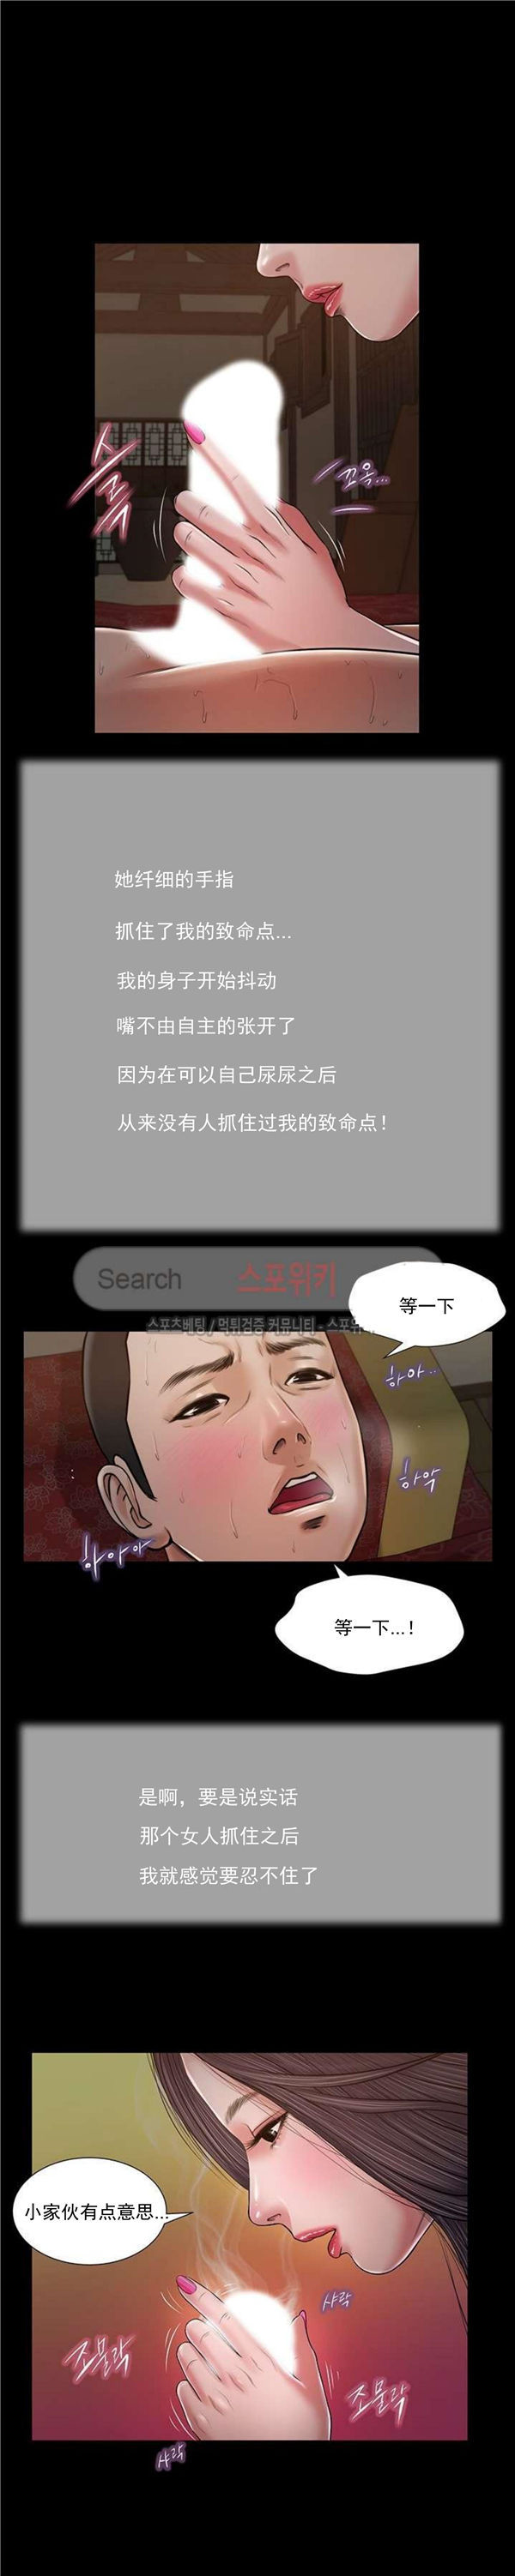 스륵
꼬옥...
她纤细的手指
抓住了我的致命点...
我的身子开始抖动
嘴不由自主的张开了
因为在可以自己尿尿之后
从来没有人抓住过我的致命点！
Search 스포위키
스포츠베팅 / 먹튀검증 커뮤니티 - 스포위
等一下
하아...
하악
하아아
等一下...！
是啊，要是说实话
那个女人抓住之后
我就感觉要忍不住了
小家伙有点意思...
샤락
조물락
조물락
샤락